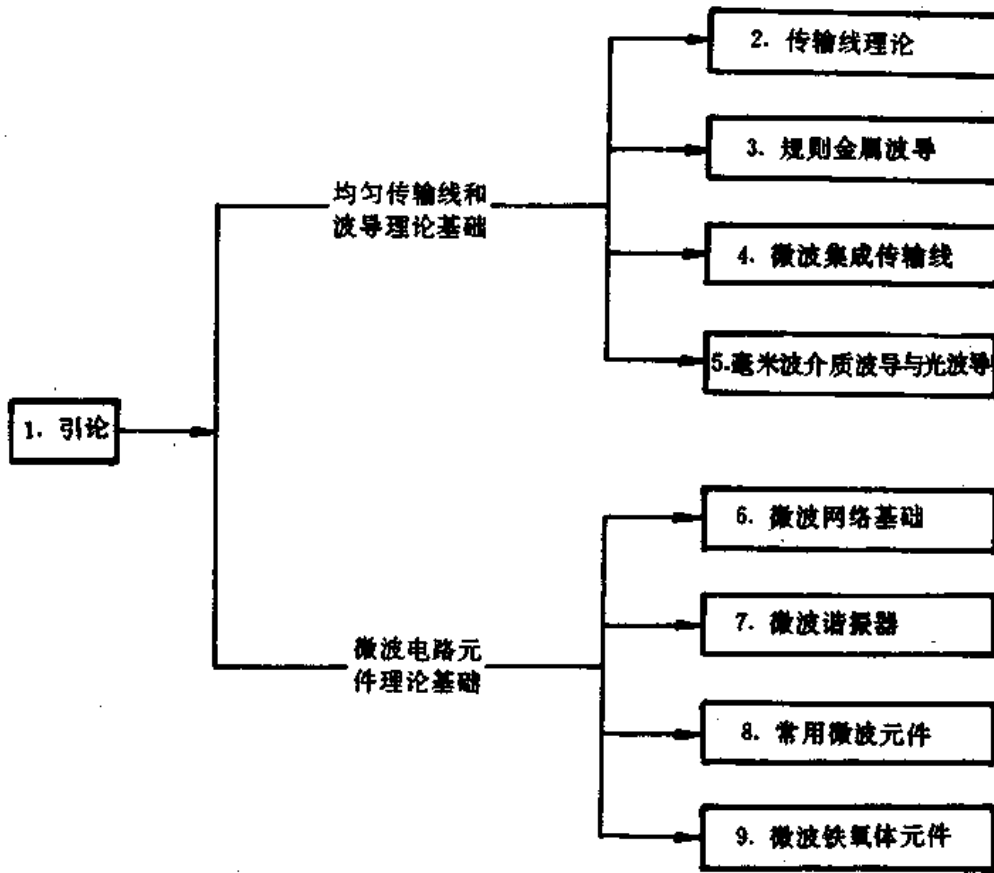 2. 传输线理论
3. 规则金属波导
均匀传输线和
波导理论基础
4. 微波集成传输线
5.毫米波介质波导与光波导
1. 引论
6. 微波网络基础
7. 微波谐振器
微波电路元
件理论基础
8. 常用微波元件
9. 微波铁氧体元件